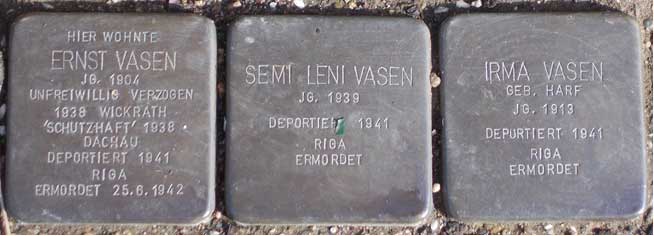 HIER WOHNTE
ERNST VASEN
JG. 1904
UNFREIWILLIG VERZOGEN
1938 WICKRATH
'SCHUTZHAFT' 1938
DACHAU
DEPORTIERT 1941
RIGA
ERMORDET 25.6.1942
SEMI LENI VASEN
JG. 1939
DEPORTIERT 1941
RIGA
ERMORDET
IRMA VASEN
GEB. HARF
JG. 1913
DEPORTIERT 1941
RIGA
ERMORDET